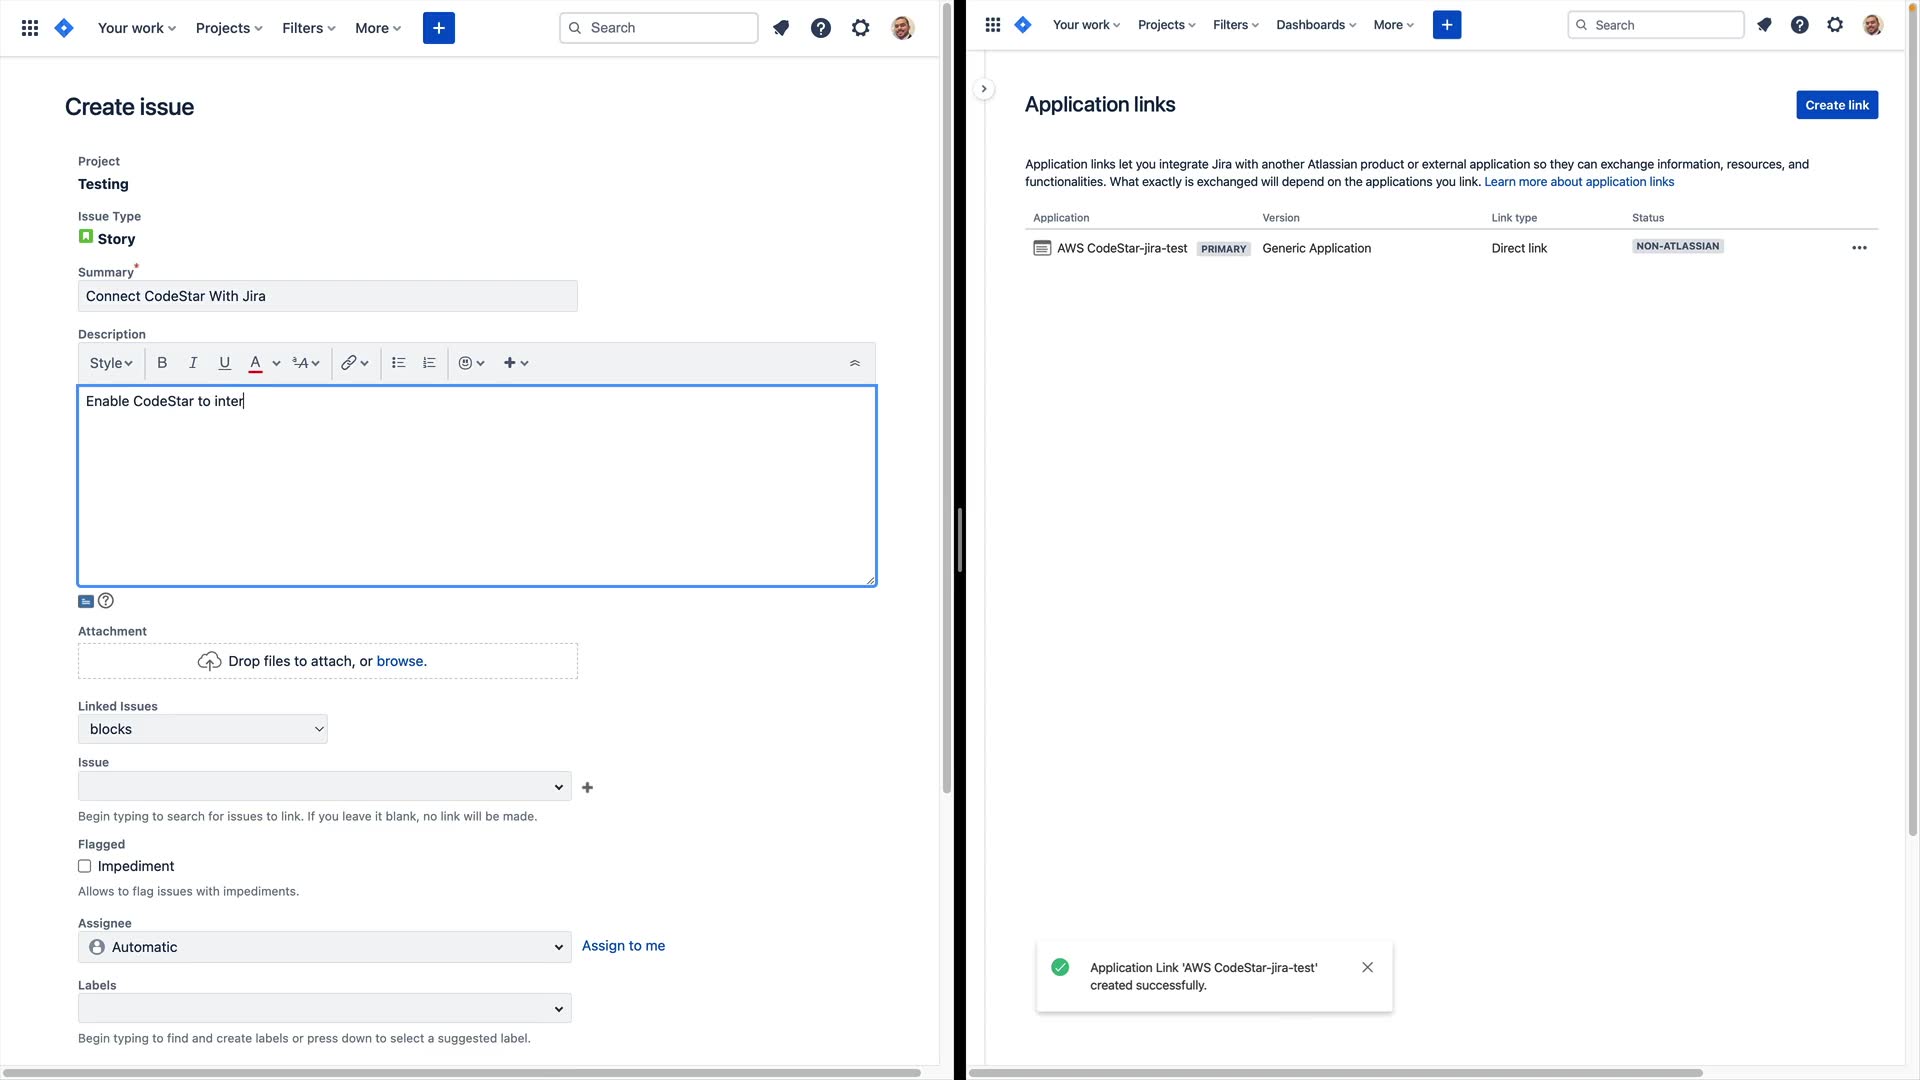 Your work
Projects
Filters
More
+
Search
Create issue
Project
Testing
Issue Type
Story
Summary*
Connect CodeStar With Jira
Description
Style
B
I
U
A
Enable CodeStar to inter
Attachment
Drop files to attach, or browse.
Linked Issues
blocks
Issue
Begin typing to search for issues to link. If you leave it blank, no link will be made.
Flagged
Impediment
Allows to flag issues with impediments.
Assignee
Automatic
Assign to me
Labels
Begin typing to find and create labels or press down to select a suggested label.
Your work
Projects
Filters
Dashboards
More
+
Search
Application links
Create link
Application links let you integrate Jira with another Atlassian product or external application so they can exchange information, resources, and
functionalities. What exactly is exchanged will depend on the applications you link. Learn more about application links
Application
Version
Link type
Status
AWS CodeStar-jira-test
PRIMARY
Generic Application
Direct link
NON-ATLASSIAN
Application Link 'AWS CodeStar-jira-test'
created successfully.